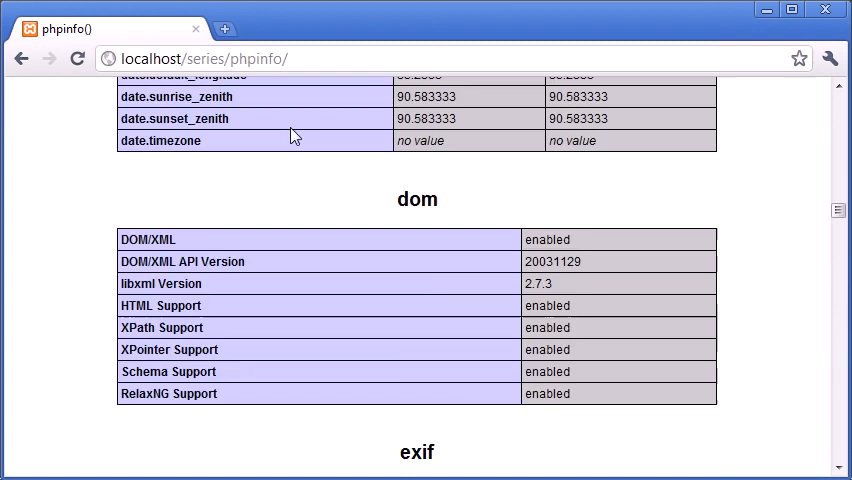 phpinfo()
localhost/series/phpinfo/
date.sunrise_zenith 90.583333 90.583333
date.sunset_zenith 90.583333 90.583333
date.timezone no value no value
dom
DOM/XML enabled
DOM/XML API Version 20031129
libxml Version 2.7.3
HTML Support enabled
XPath Support enabled
XPointer Support enabled
Schema Support enabled
RelaxNG Support enabled
exif